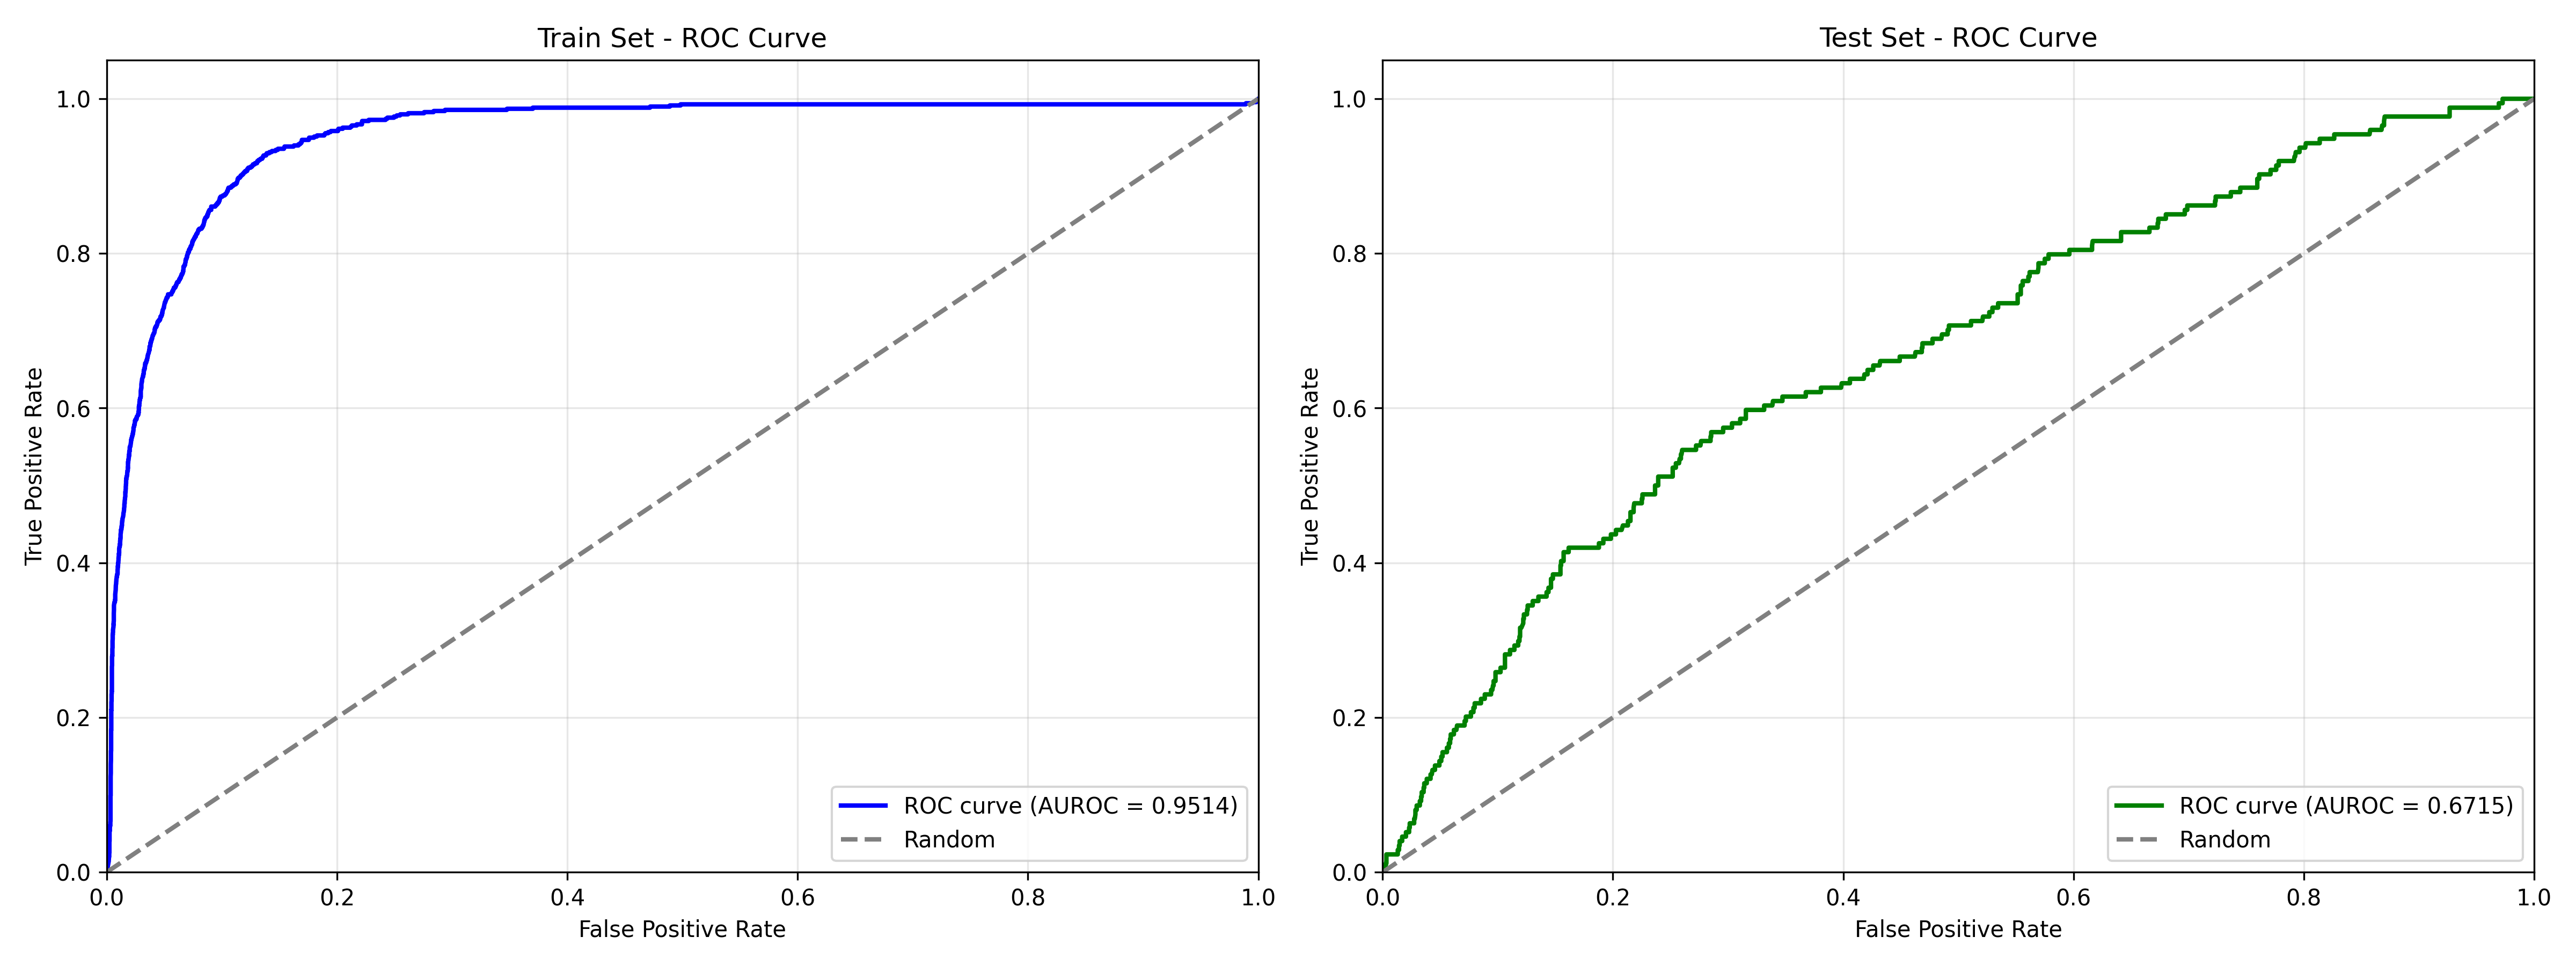 Train Set - ROC Curve
True Positive Rate
1.0
0.8
0.6
0.4
0.2
0.0
ROC curve (AUROC = 0.9514)
Random
0.0 0.2 0.4 0.6 0.8 1.0
False Positive Rate
Test Set - ROC Curve
True Positive Rate
1.0
0.8
0.6
0.4
0.2
0.0
ROC curve (AUROC = 0.6715)
Random
0.0 0.2 0.4 0.6 0.8 1.0
False Positive Rate